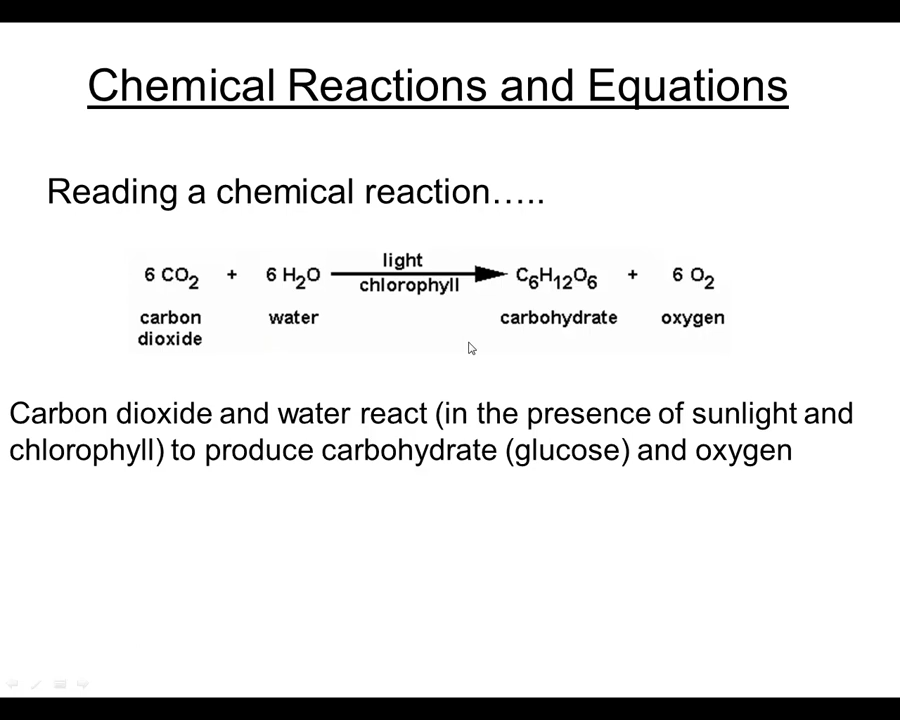 Chemical Reactions and Equations
Reading a chemical reaction…..
light
6 CO₂ + 6 H₂O C₆H₁₂O₆ + 6 O₂
chlorophyll
carbon water carbohydrate oxygen
dioxide
Carbon dioxide and water react (in the presence of sunlight and
chlorophyll) to produce carbohydrate (glucose) and oxygen